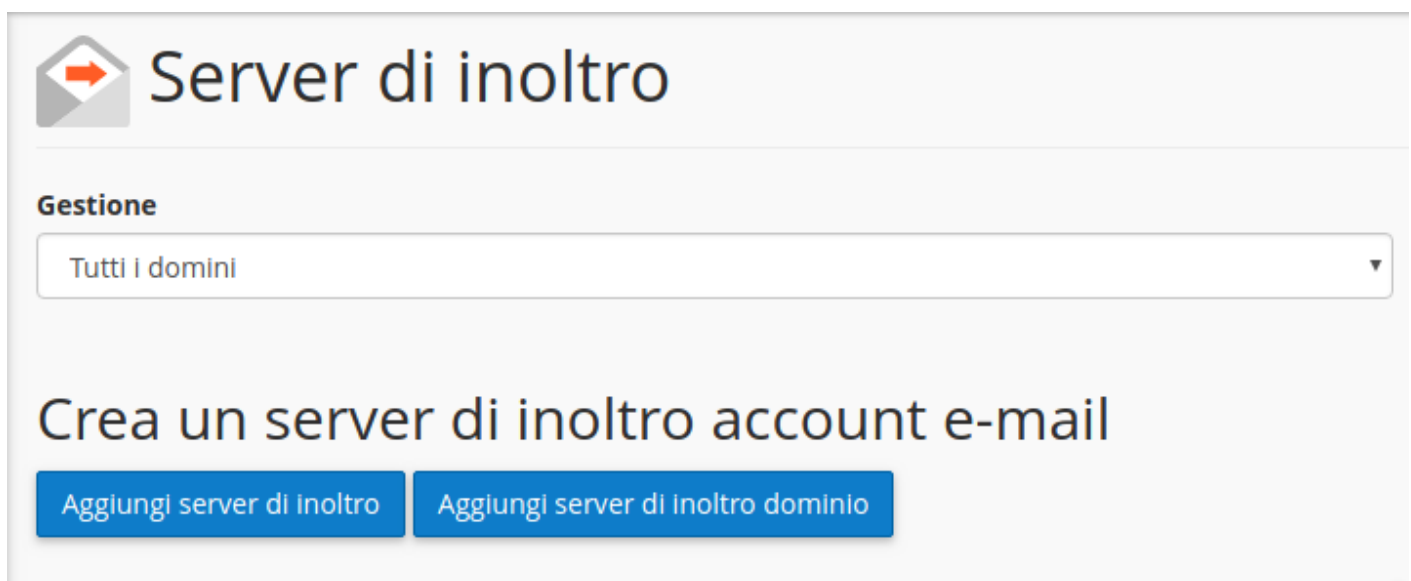 Server di inoltro
Gestione
Tutti i domini
Crea un server di inoltro account e-mail
Aggiungi server di inoltro
Aggiungi server di inoltro dominio